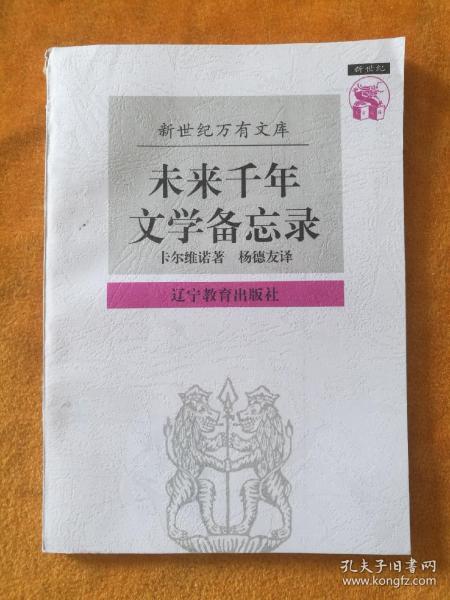 新世纪
新世纪万有文库
未来千年
文学备忘录
卡尔维诺著 杨德友译
辽宁教育出版社
孔夫子旧书网
www.kongfz.com